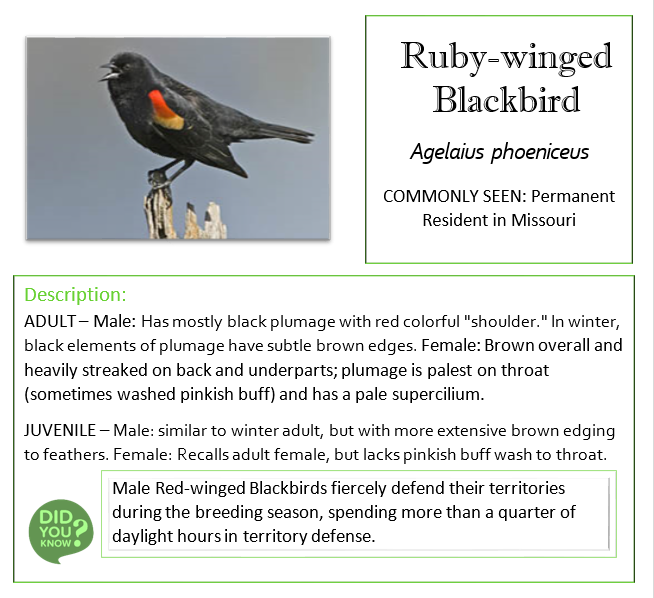 Ruby-winged
Blackbird
Agelaius phoeniceus
COMMONLY SEEN: Permanent
Resident in Missouri
Description:
ADULT – Male: Has mostly black plumage with red colorful "shoulder." In winter,
black elements of plumage have subtle brown edges. Female: Brown overall and
heavily streaked on back and underparts; plumage is palest on throat
(sometimes washed pinkish buff) and has a pale supercilium.
JUVENILE – Male: similar to winter adult, but with more extensive brown edging
to feathers. Female: Recalls adult female, but lacks pinkish buff wash to throat.
DID
YOU
KNOW?
Male Red-winged Blackbirds fiercely defend their territories
during the breeding season, spending more than a quarter of
daylight hours in territory defense.